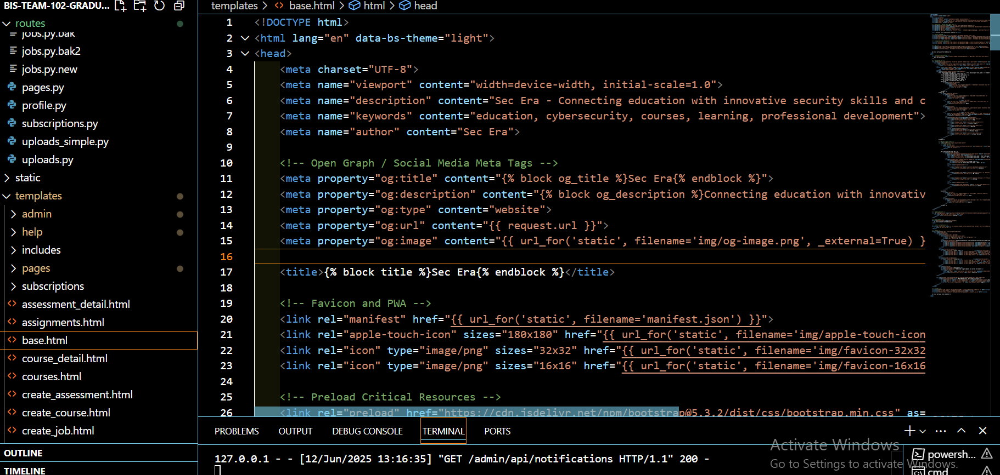 BIS-TEAM-102-GRADU...
routes
jobs.py.bak
jobs.py.bak2
jobs.py.new
pages.py
profile.py
subscriptions.py
uploads_simple.py
uploads.py
static
templates
admin
help
includes
pages
subscriptions
assessment_detail.html
assignments.html
base.html
course_detail.html
courses.html
create_assessment.html
create_course.html
create_job.html
OUTLINE
TIMELINE
templates > <> base.html > html > head
1 <!DOCTYPE html>
2 <html lang="en" data-bs-theme="light">
3 <head>
4 <meta charset="UTF-8">
5 <meta name="viewport" content="width=device-width, initial-scale=1.0">
6 <meta name="description" content="Sec Era - Connecting education with innovative security skills and c
7 <meta name="keywords" content="education, cybersecurity, courses, learning, professional development">
8 <meta name="author" content="Sec Era">
9
10 <!-- Open Graph / Social Media Meta Tags -->
11 <meta property="og:title" content="{% block og_title %}Sec Era{% endblock %}">
12 <meta property="og:description" content="{% block og_description %}Connecting education with innovativ
13 <meta property="og:type" content="website">
14 <meta property="og:url" content="{{ request.url }}">
15 <meta property="og:image" content="{{ url_for('static', filename='img/og-image.png', _external=True) }
16
17 <title>{% block title %}Sec Era{% endblock %}</title>
18
19 <!-- Favicon and PWA -->
20 <link rel="manifest" href="{{ url_for('static', filename='manifest.json') }}">
21 <link rel="apple-touch-icon" sizes="180x180" href="{{ url_for('static', filename='img/apple-touch-icon
22 <link rel="icon" type="image/png" sizes="32x32" href="{{ url_for('static', filename='img/favicon-32x32
23 <link rel="icon" type="image/png" sizes="16x16" href="{{ url_for('static', filename='img/favicon-16x16
24
25 <!-- Preload Critical Resources -->
26 <link rel="preload" href="https://cdn.jsdelivr.net/npm/bootstrap@5.3.2/dist/css/bootstrap.min.css" as=
PROBLEMS OUTPUT DEBUG CONSOLE TERMINAL PORTS
127.0.0.1 - - [12/Jun/2025 13:16:35] "GET /admin/api/notifications HTTP/1.1" 200 -
Activate Windows
Go to Settings to activate Windows.
powersh...
cmd